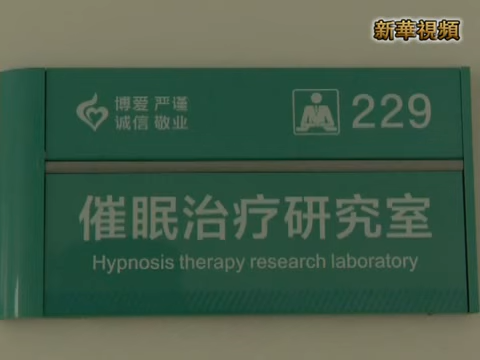 新華視頻
博爱 严谨
诚信 敬业
229
催眠治疗研究室
Hypnosis therapy research laboratory